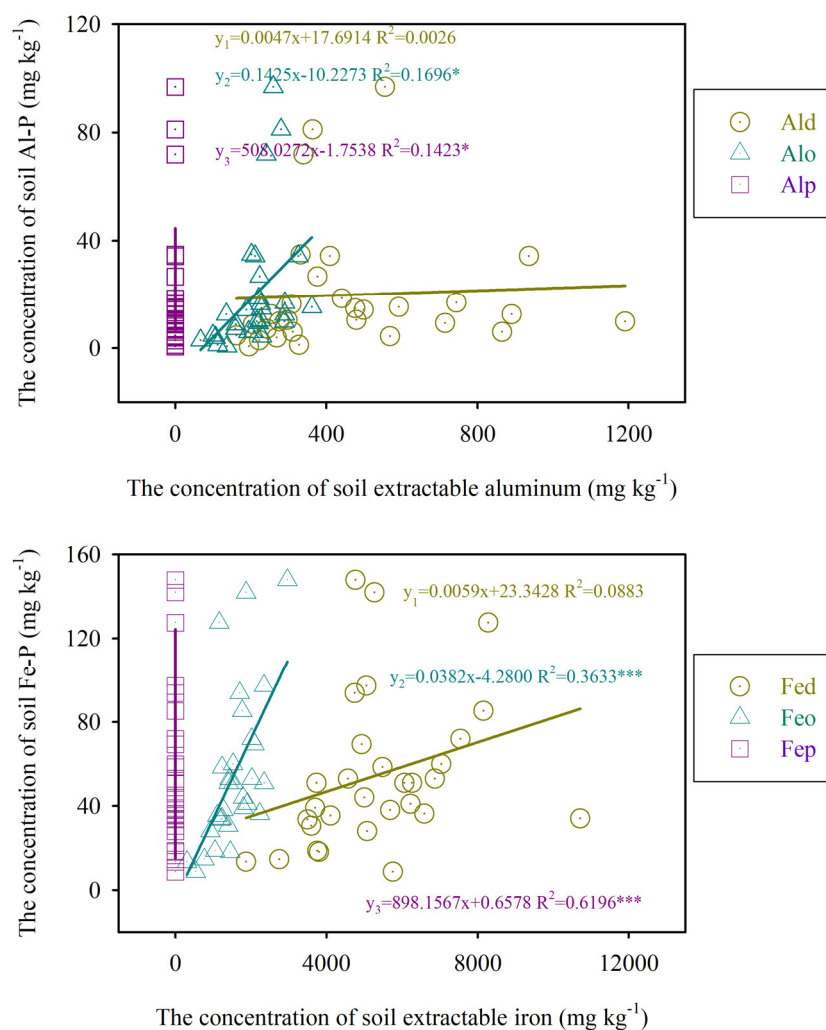 120
y₁=0.0047x+17.6914 R²=0.0026
y₂=0.1425x-10.2273 R²=0.1696*
y₃=508.0272x-1.7538 R²=0.1423*
80
40
0
The concentration of soil Al-P (mg kg⁻¹)
Ald
Alo
Alp
0 400 800 1200
The concentration of soil extractable aluminum (mg kg⁻¹)
160
y₁=0.0059x+23.3428 R²=0.0883
120
y₂=0.0382x-4.2800 R²=0.3633***
80
40
0
y₃=898.1567x+0.6578 R²=0.6196***
The concentration of soil Fe-P (mg kg⁻¹)
Fed
Feo
Fep
0 4000 8000 12000
The concentration of soil extractable iron (mg kg⁻¹)